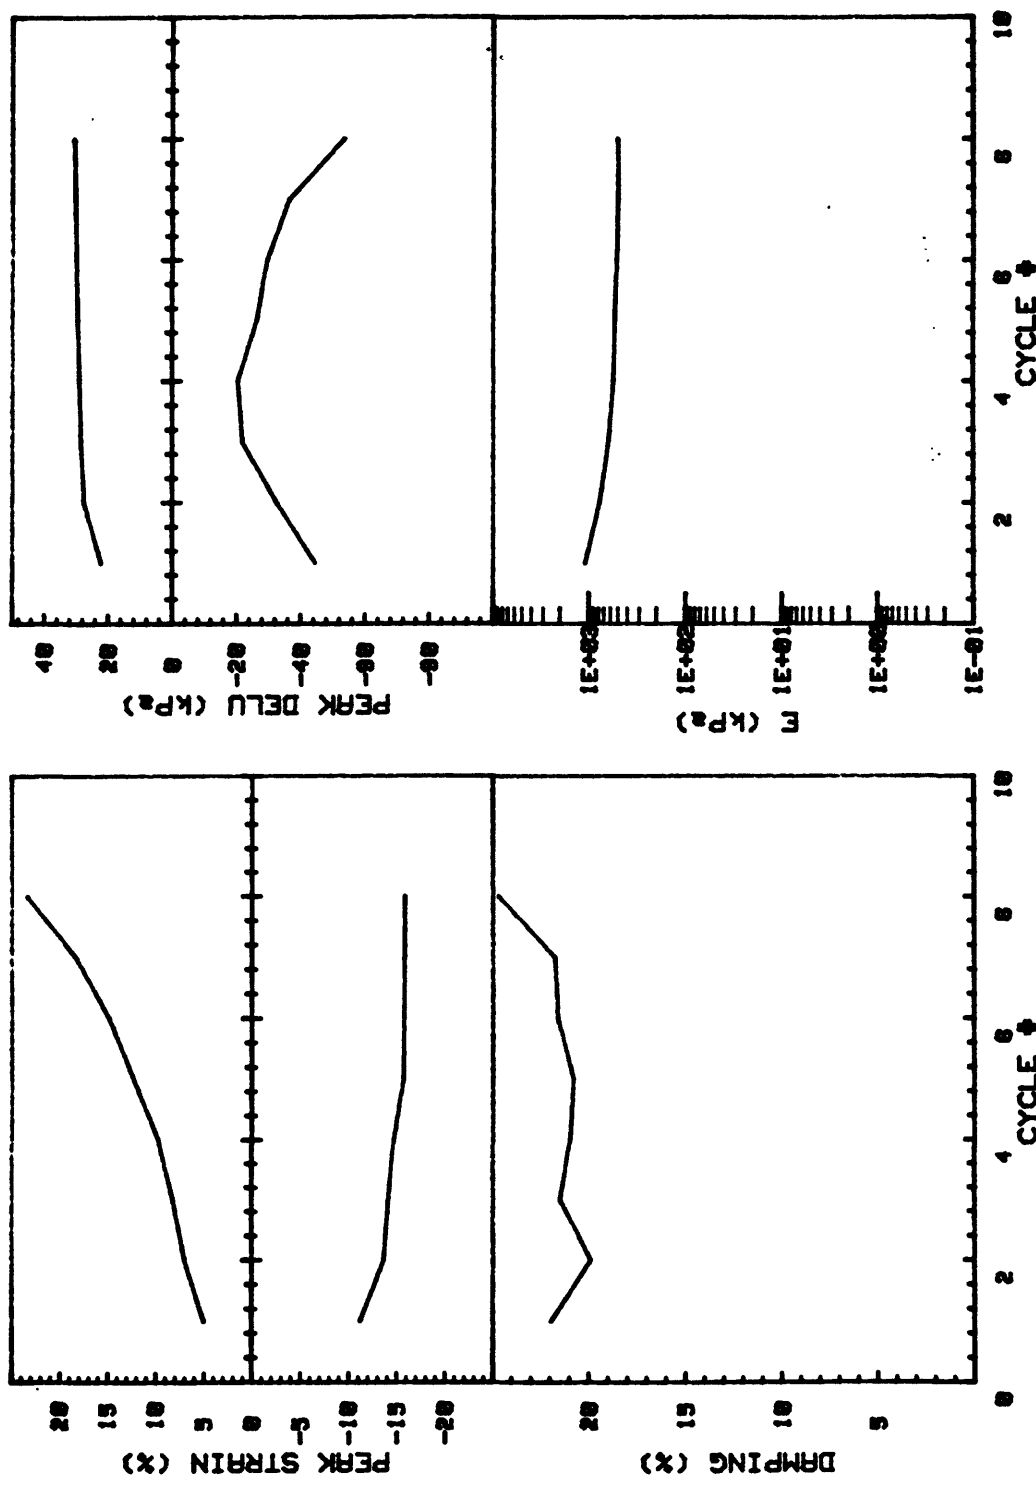 40
20
0
-20
-40
-60
-80
PEAK DELU (kPa)
1E+03
1E+02
1E+01
1E+00
1E-01
E (kPa)
2
4
6
8
10
CYCLE #
20
15
10
5
0
-5
-10
-15
-20
PEAK STRAIN (%)
20
15
10
5
DAMPING (%)
0
2
4
6
8
10
CYCLE #